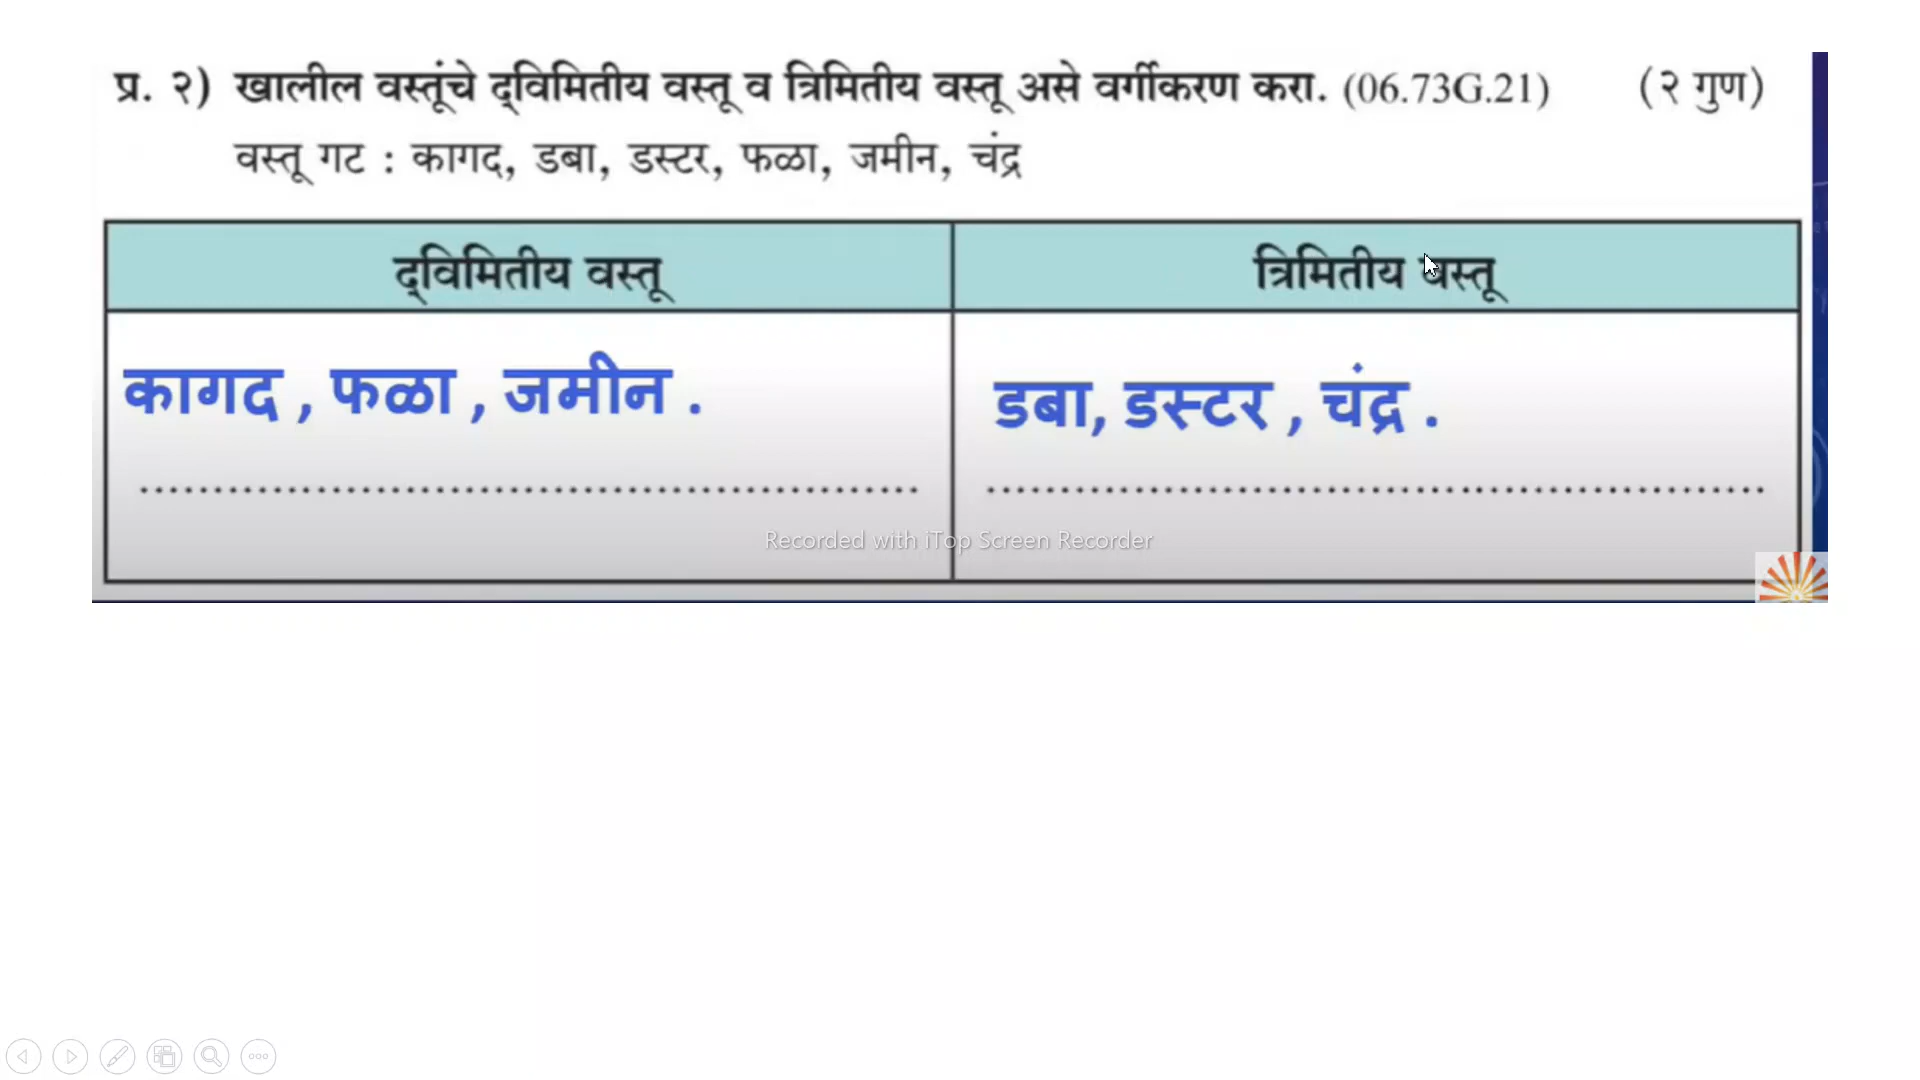 प्र. २) खालील वस्तूंचे द्‌विमितीय वस्तू व त्रिमितीय वस्तू असे वर्गीकरण करा. (06.73G.21) (२ गुण)
वस्तू गट : कागद, डबा, डस्टर, फळा, जमीन, चंद्र
द्‌विमितीय वस्तू त्रिमितीय वस्तू
कागद , फळा , जमीन . डबा, डस्टर , चंद्र .
Recorded with iTop Screen Recorder